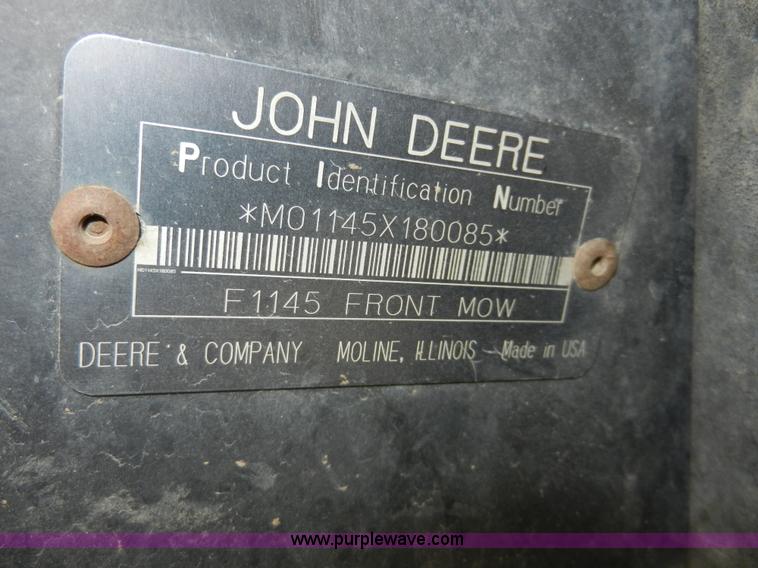 JOHN DEERE
Product Identification Number
*M01145X180085*
M01145X180085
F1145 FRONT MOW
DEERE & COMPANY MOLINE, ILLINOIS Made in USA
www.purplewave.com